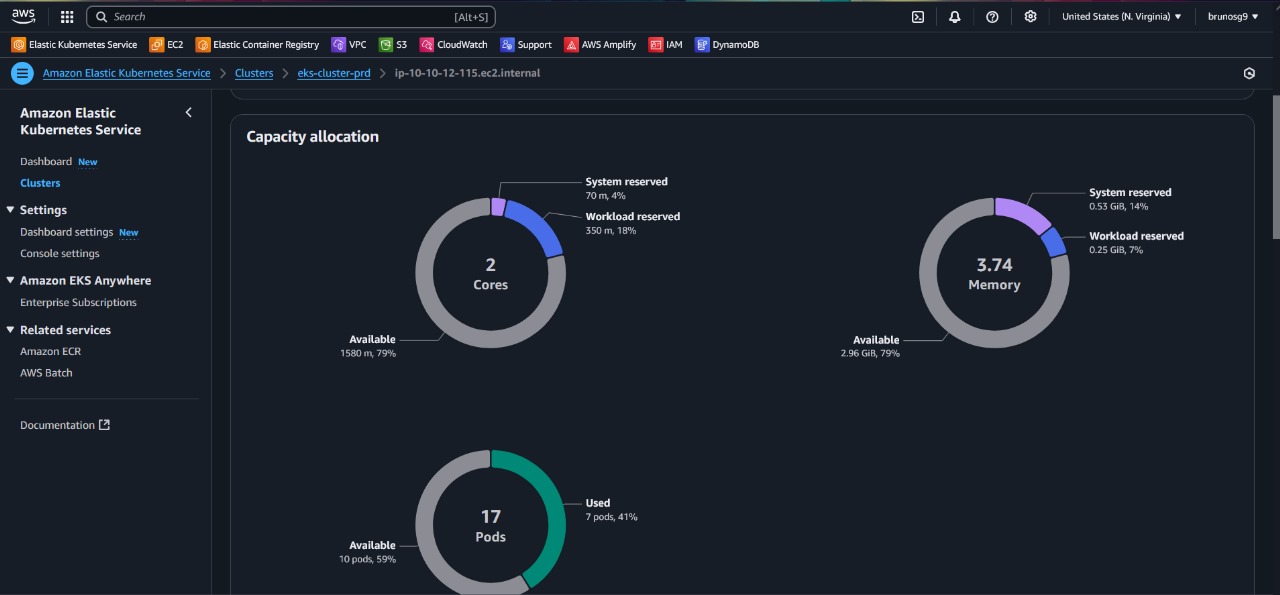 aws
Search [Alt+S]
United States (N. Virginia) ▼ brunosg9 ▼
Elastic Kubernetes Service EC2 Elastic Container Registry VPC S3 CloudWatch Support AWS Amplify IAM DynamoDB
Amazon Elastic Kubernetes Service > Clusters > eks-cluster-prd > ip-10-10-12-115.ec2.internal
Amazon Elastic
Kubernetes Service
Dashboard New
Clusters
Settings
Dashboard settings New
Console settings
Amazon EKS Anywhere
Enterprise Subscriptions
Related services
Amazon ECR
AWS Batch
Documentation
Capacity allocation
System reserved
70 m, 4%
Workload reserved
350 m, 18%
2
Cores
Available
1580 m, 79%
System reserved
0.53 GiB, 14%
Workload reserved
0.25 GiB, 7%
3.74
Memory
Available
2.96 GiB, 79%
Used
7 pods, 41%
17
Pods
Available
10 pods, 59%